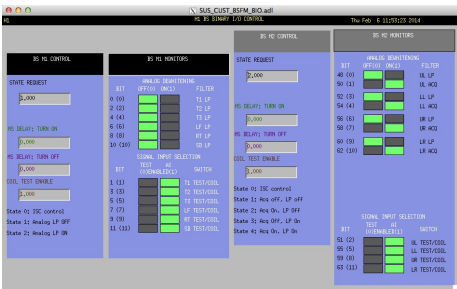 SUS_CUST_BSFM_BIO.adl
H1
H1 BS BINARY I/O CONTROL
Thu Feb 6 11:53:23 2014
BS M1 CONTROL
STATE REQUEST
1.000
MS DELAY: TURN ON
0.000
MS DELAY: TURN OFF
0.000
COIL TEST ENABLE
1.000
State 0: ISC control
State 1: Analog LP OFF
State 2: Analog LP ON
BS M1 MONITORS
ANALOG DEWHITENING
BIT OFF(0) ON(1) FILTER
0 (0) T1 LP
2 (2) T2 LP
4 (4) T3 LP
6 (6) LF LP
8 (8) RT LP
10 (10) SD LP
SIGNAL INPUT SELECTION
TEST AI
BIT (0)ENABLED(1) SWITCH
1 (1) T1 TEST/COIL
3 (3) T2 TEST/COIL
5 (5) T3 TEST/COIL
7 (7) LF TEST/COIL
9 (9) RT TEST/COIL
11 (11) SD TEST/COIL
BS M2 CONTROL
STATE REQUEST
2.000
MS DELAY: TURN ON
0.000
MS DELAY: TURN OFF
0.000
COIL TEST ENABLE
1.000
State 1: Acq off, LP off
State 2: Acq On, LP Off
State 3: Acq Off, LP On
State 4: Acq On, LP On
BS M2 MONITORS
ANALOG DEWHITENING
BIT OFF(0) ON(1) FILTER
48 (0) UL LP
50 (1) UL ACQ
52 (3) LL LP
54 (4) LL ACQ
56 (6) UR LP
58 (7) UR ACQ
60 (9) LR LP
62 (10) LR ACQ
SIGNAL INPUT SELECTION
TEST AI
BIT (0)ENABLED(1) SWITCH
51 (2) UL TEST/COIL
55 (5) LL TEST/COIL
59 (8) UR TEST/COIL
63 (11) LR TEST/COIL